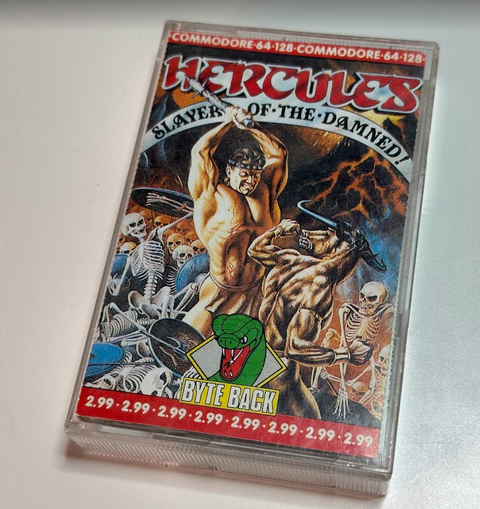 COMMODORE·64·128·COMMODORE·64·128·
HERCULES
SLAYER·OF·THE·DAMNED!
BYTE BACK
2.99·2.99·2.99·2.99·2.99·2.99·2.99·2.99